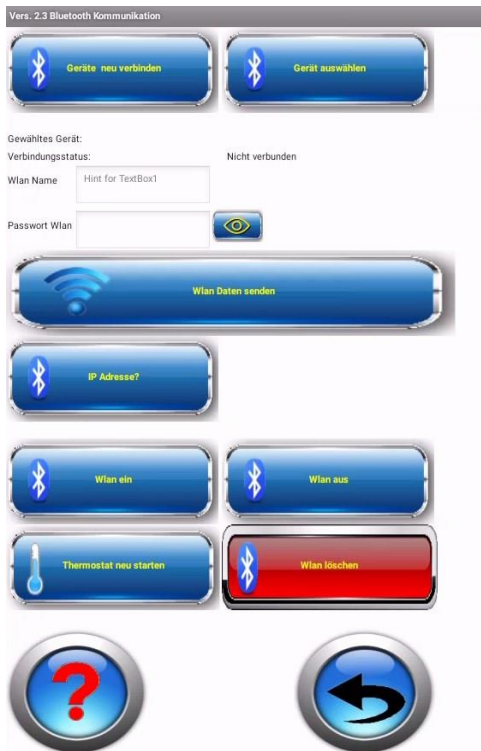 Vers. 2.3 Bluetooth Kommunikation
Geräte neu verbinden
Gerät auswählen
Gewähltes Gerät:
Verbindungsstatus: Nicht verbunden
Wlan Name Hint for TextBox1
Passwort Wlan
Wlan Daten senden
IP Adresse?
Wlan ein
Wlan aus
Thermostat neu starten
Wlan löschen
?